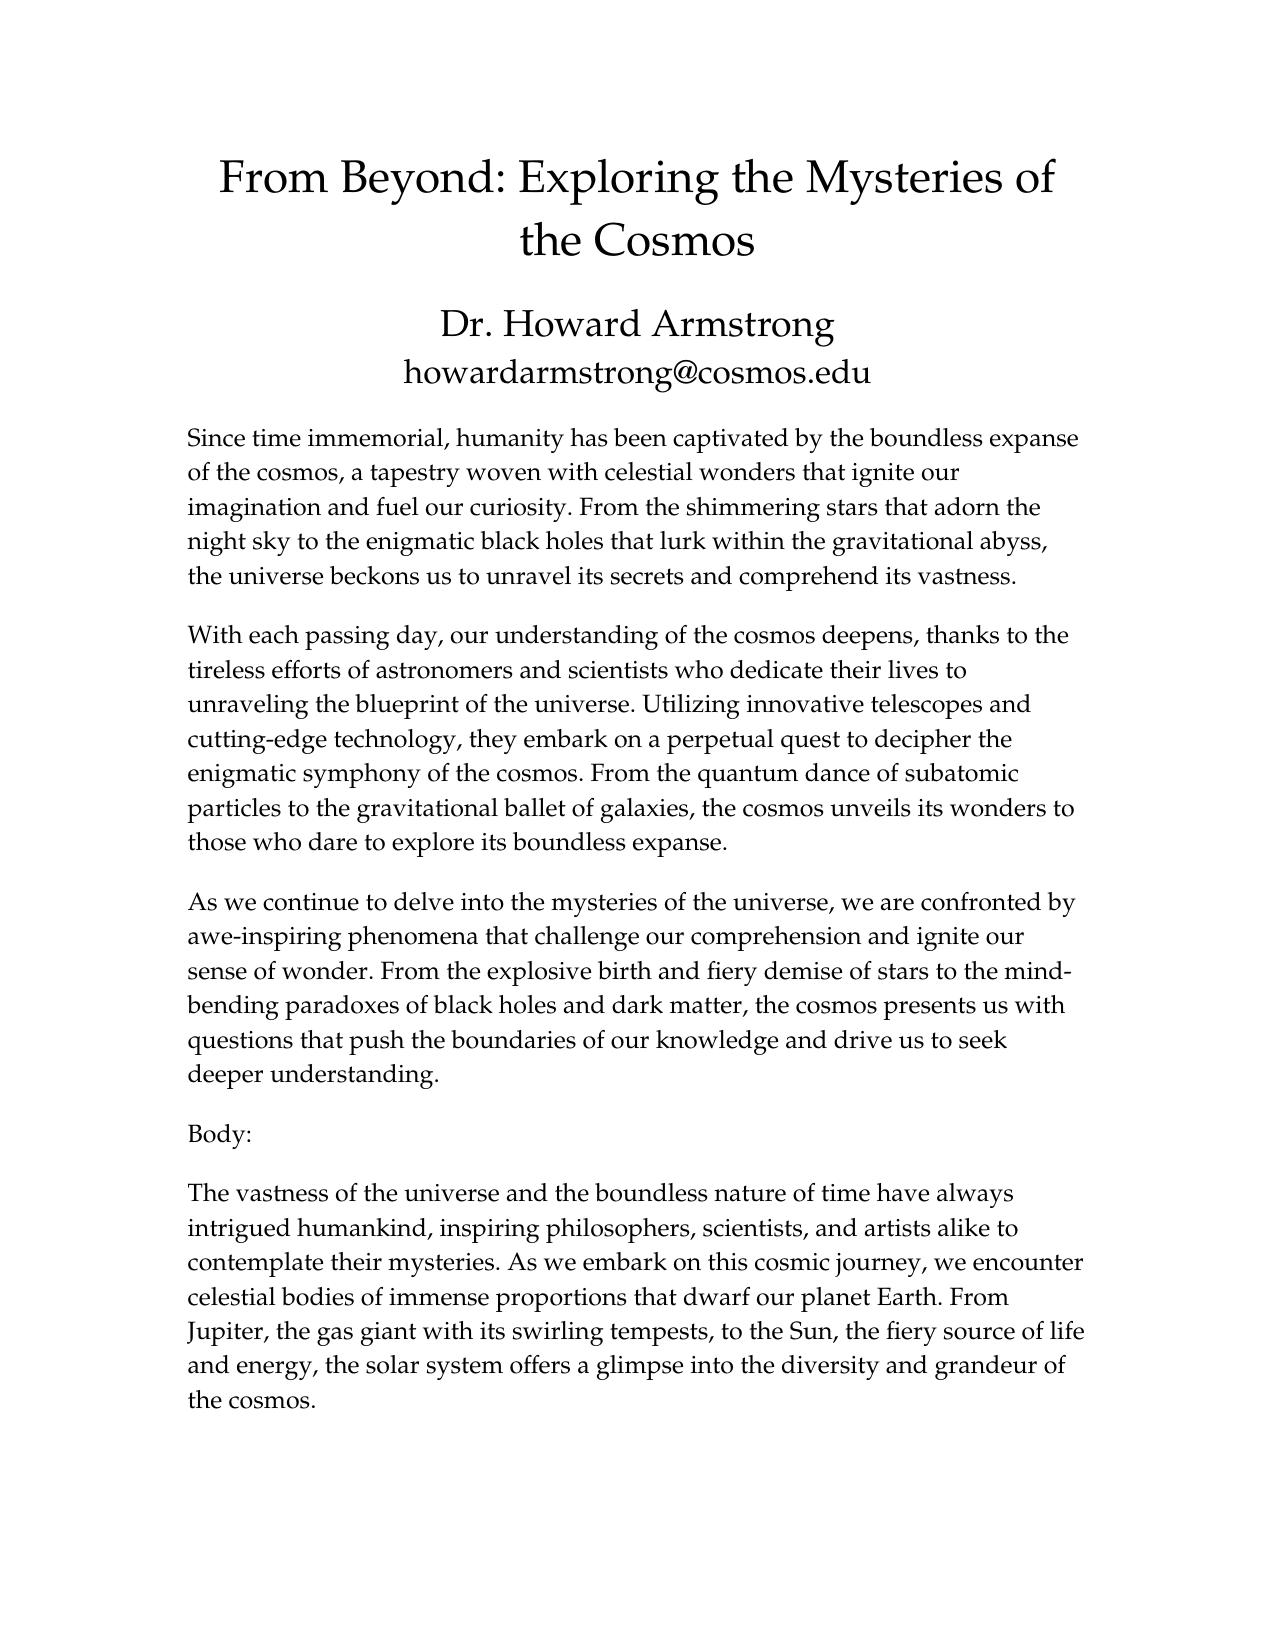 From Beyond: Exploring the Mysteries of
the Cosmos
Dr. Howard Armstrong
howardarmstrong@cosmos.edu
Since time immemorial, humanity has been captivated by the boundless expanse
of the cosmos, a tapestry woven with celestial wonders that ignite our
imagination and fuel our curiosity. From the shimmering stars that adorn the
night sky to the enigmatic black holes that lurk within the gravitational abyss,
the universe beckons us to unravel its secrets and comprehend its vastness.
With each passing day, our understanding of the cosmos deepens, thanks to the
tireless efforts of astronomers and scientists who dedicate their lives to
unraveling the blueprint of the universe. Utilizing innovative telescopes and
cutting-edge technology, they embark on a perpetual quest to decipher the
enigmatic symphony of the cosmos. From the quantum dance of subatomic
particles to the gravitational ballet of galaxies, the cosmos unveils its wonders to
those who dare to explore its boundless expanse.
As we continue to delve into the mysteries of the universe, we are confronted by
awe-inspiring phenomena that challenge our comprehension and ignite our
sense of wonder. From the explosive birth and fiery demise of stars to the mind-
bending paradoxes of black holes and dark matter, the cosmos presents us with
questions that push the boundaries of our knowledge and drive us to seek
deeper understanding.
Body:
The vastness of the universe and the boundless nature of time have always
intrigued humankind, inspiring philosophers, scientists, and artists alike to
contemplate their mysteries. As we embark on this cosmic journey, we encounter
celestial bodies of immense proportions that dwarf our planet Earth. From
Jupiter, the gas giant with its swirling tempests, to the Sun, the fiery source of life
and energy, the solar system offers a glimpse into the diversity and grandeur of
the cosmos.